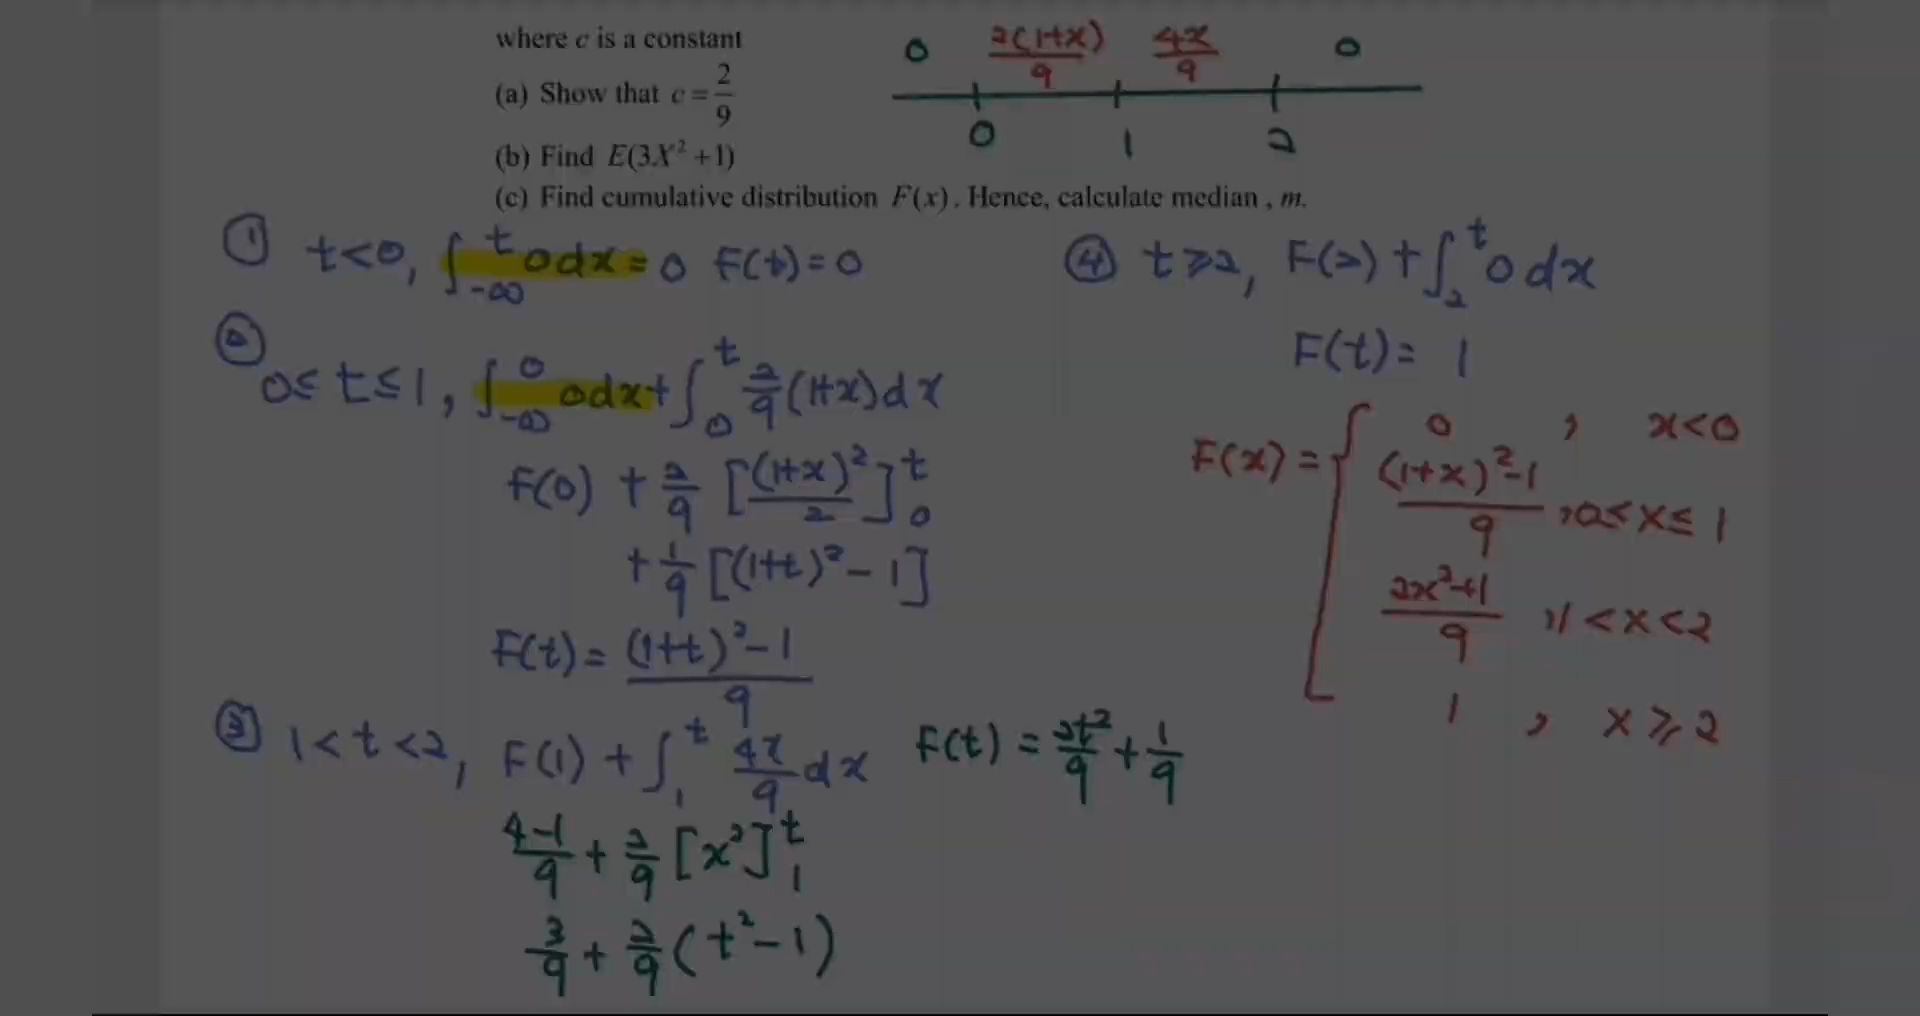 where c is a constant
(a) Show that c = 2/9
(b) Find E(3X² + 1)
(c) Find cumulative distribution F(x). Hence, calculate median , m.
0 2(1+x)/9 4x/9 0
0 1 2
① t<0, ∫_{-∞}^{t} 0dx = 0 F(t) = 0
② 0≤ t ≤ 1, ∫_{-∞}^{0} 0dx + ∫_{0}^{t} 2/9 (1+x)dx
F(0) + 2/9 [(1+x)²/2]_{0}^{t}
+ 1/9 [(1+t)² - 1]
F(t) = (1+t)² - 1 / 9
③ 1 < t < 2, F(1) + ∫_{1}^{t} 4x/9 dx
4-1/9 + 2/9 [x²]_{1}^{t}
3/9 + 2/9 (t² - 1)
F(t) = 2t²/9 + 1/9
④ t ≥ 2, F(2) + ∫_{2}^{t} 0 dx
F(t) = 1
F(x) = { 0 , x<0
(1+x)² - 1 / 9 , 0≤x≤ 1
2x²+1 / 9 , 1 < x < 2
1 , x ≥ 2